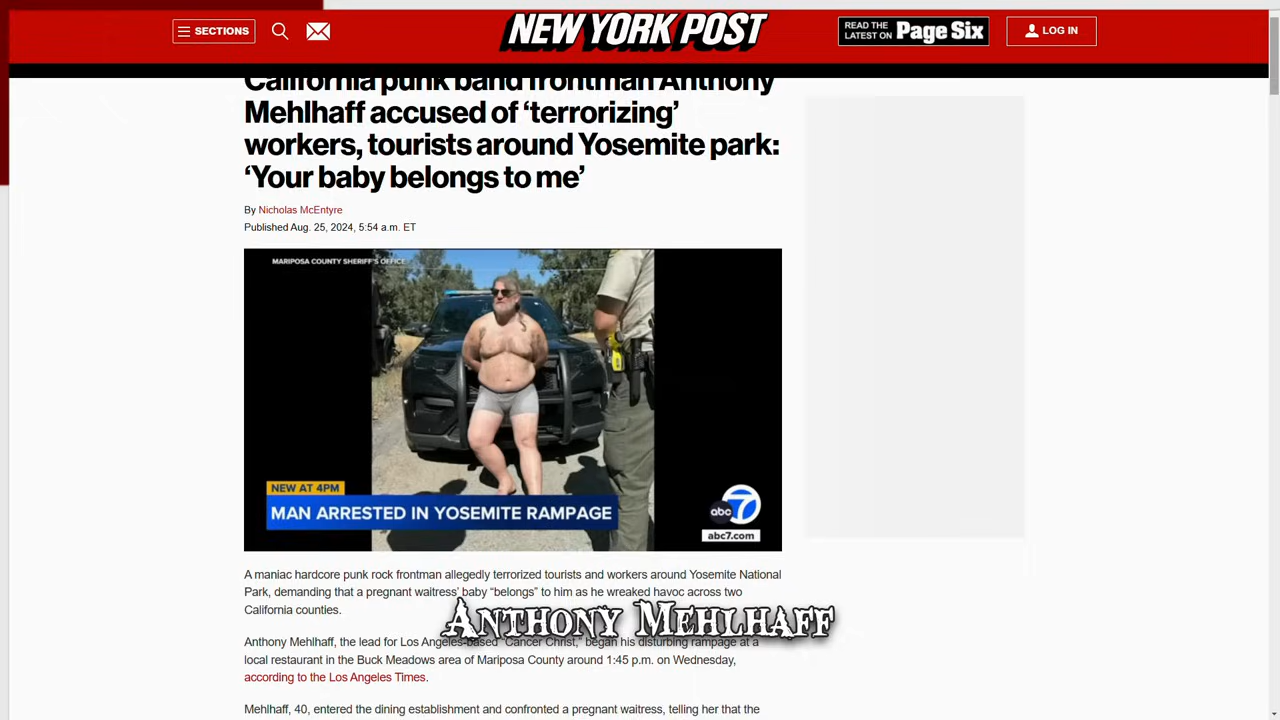 SECTIONS
NEW YORK POST
READ THE LATEST ON Page Six
LOG IN
California punk band frontman Anthony
Mehlhaff accused of ‘terrorizing’
workers, tourists around Yosemite park:
‘Your baby belongs to me’
By Nicholas McEntyre
Published Aug. 25, 2024, 5:54 a.m. ET
MARIPOSA COUNTY SHERIFF'S OFFICE
NEW AT 4PM
MAN ARRESTED IN YOSEMITE RAMPAGE
abc 7
abc7.com
A maniac hardcore punk rock frontman allegedly terrorized tourists and workers around Yosemite National
Park, demanding that a pregnant waitress’ baby “belongs” to him as he wreaked havoc across two
California counties.
Anthony Mehlhaff
Anthony Mehlhaff, the lead for Los Angeles-based “Cancer Christ,” began his disturbing rampage at a
local restaurant in the Buck Meadows area of Mariposa County around 1:45 p.m. on Wednesday,
according to the Los Angeles Times.
Mehlhaff, 40, entered the dining establishment and confronted a pregnant waitress, telling her that the